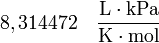 8,314472 L · kPa / K · mol